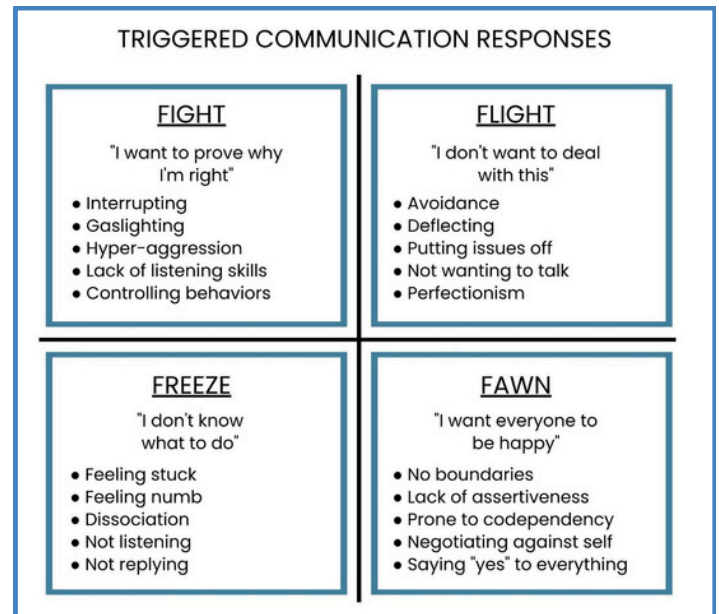 TRIGGERED COMMUNICATION RESPONSES
FIGHT
"I want to prove why
I'm right"
● Interrupting
● Gaslighting
● Hyper-aggression
● Lack of listening skills
● Controlling behaviors
FLIGHT
"I don't want to deal
with this"
● Avoidance
● Deflecting
● Putting issues off
● Not wanting to talk
● Perfectionism
FREEZE
"I don't know
what to do"
● Feeling stuck
● Feeling numb
● Dissociation
● Not listening
● Not replying
FAWN
"I want everyone to
be happy"
● No boundaries
● Lack of assertiveness
● Prone to codependency
● Negotiating against self
● Saying "yes" to everything